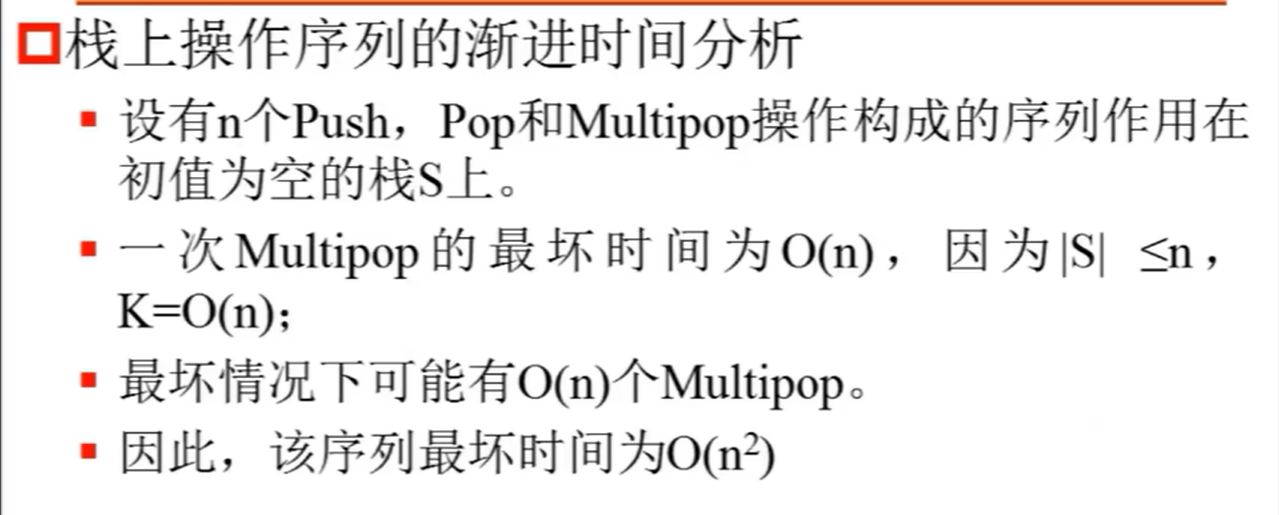 栈上操作序列的渐进时间分析
设有n个Push，Pop和Multipop操作构成的序列作用在
初值为空的栈S上。
一次Multipop的最坏时间为O(n)，因为|S| ≤n，
K=O(n)；
最坏情况下可能有O(n)个Multipop。
因此，该序列最坏时间为O(n²)